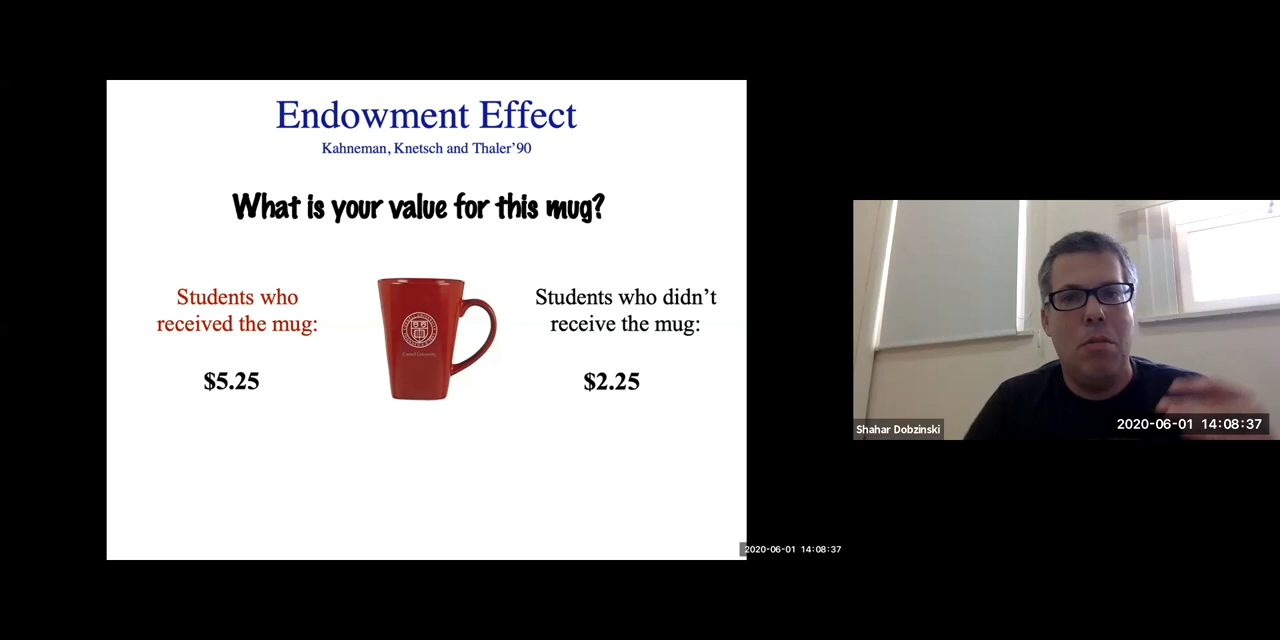 Endowment Effect
Kahneman, Knetsch and Thaler'90
What is your value for this mug?
Students who
received the mug:
$5.25
Students who didn't
receive the mug:
$2.25
Shahar Dobzinski
2020-06-01 14:08:37
2020-06-01 14:08:37